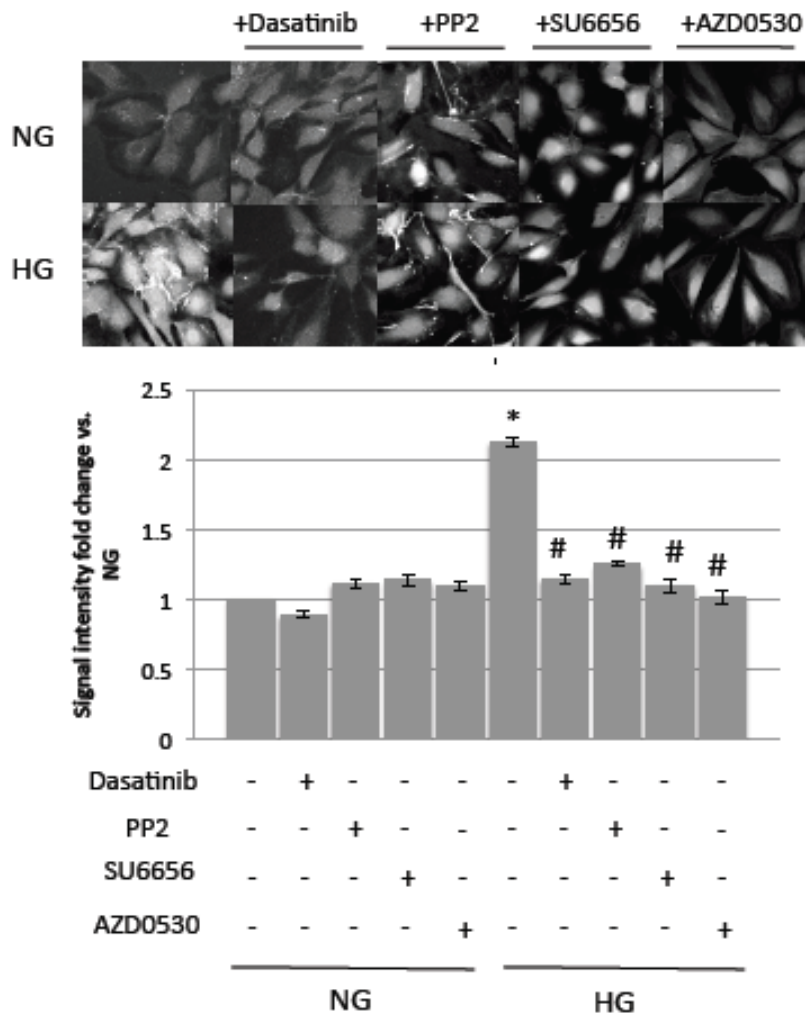 +Dasatinib +PP2 +SU6656 +AZD0530
NG
HG
Signal intensity fold change vs.
NG
2.5
2
1.5
1
0.5
0
*
# # # #
Dasatinib - + - - - - + - - -
PP2 - - + - - - - + - -
SU6656 - - - + - - - - + -
AZD0530 - - - - + - - - - +
NG HG